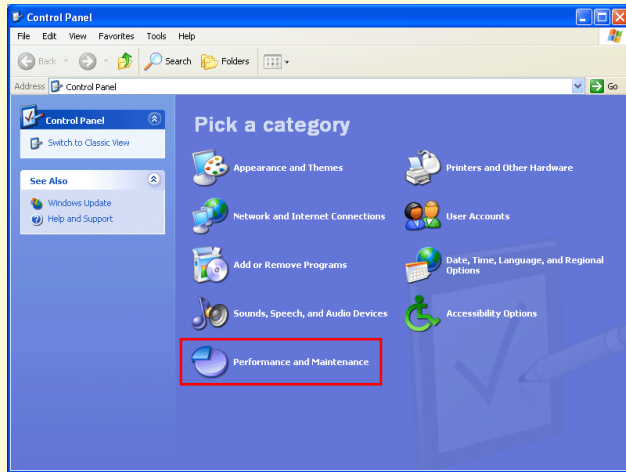 Control Panel
File Edit View Favorites Tools Help
Back Search Folders
Address Control Panel Go
Control Panel
Switch to Classic View
See Also
Windows Update
Help and Support
Pick a category
Appearance and Themes
Printers and Other Hardware
Network and Internet Connections
User Accounts
Add or Remove Programs
Date, Time, Language, and Regional
Options
Sounds, Speech, and Audio Devices
Accessibility Options
Performance and Maintenance